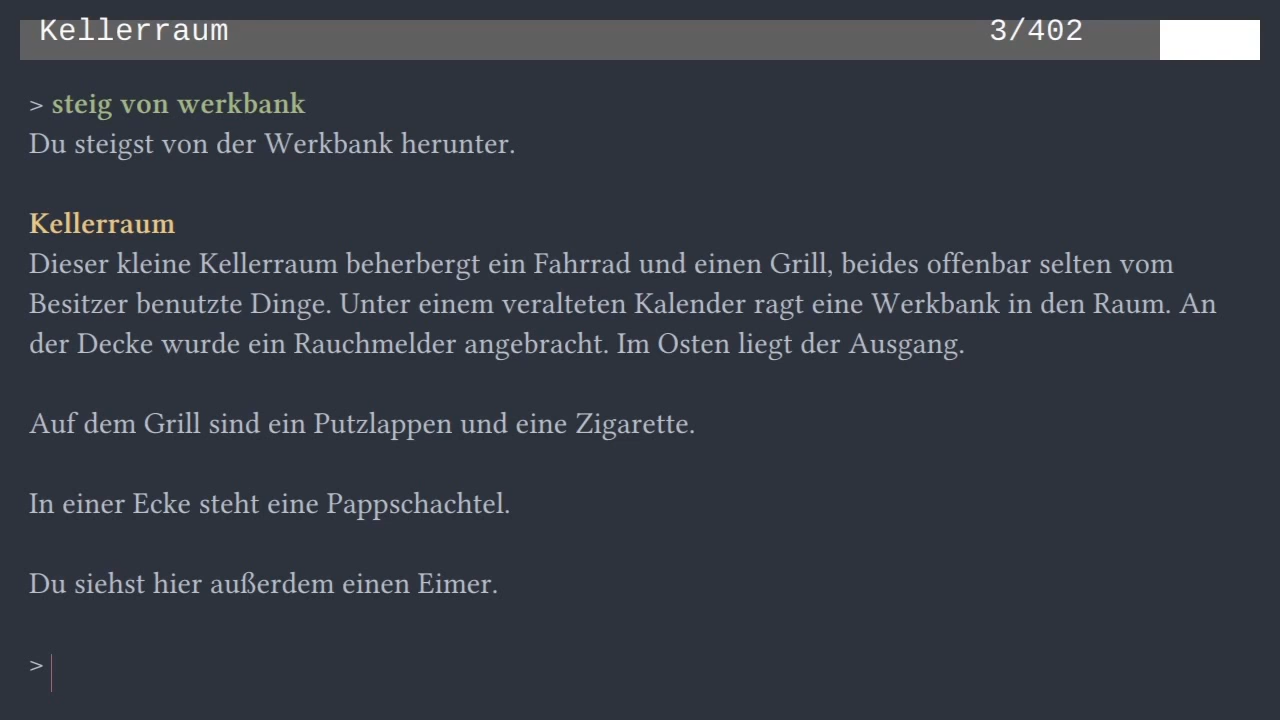 Kellerraum 3/402
> steig von werkbank
Du steigst von der Werkbank herunter.
Kellerraum
Dieser kleine Kellerraum beherbergt ein Fahrrad und einen Grill, beides offenbar selten vom
Besitzer benutzte Dinge. Unter einem veralteten Kalender ragt eine Werkbank in den Raum. An
der Decke wurde ein Rauchmelder angebracht. Im Osten liegt der Ausgang.
Auf dem Grill sind ein Putzlappen und eine Zigarette.
In einer Ecke steht eine Pappschachtel.
Du siehst hier außerdem einen Eimer.
>